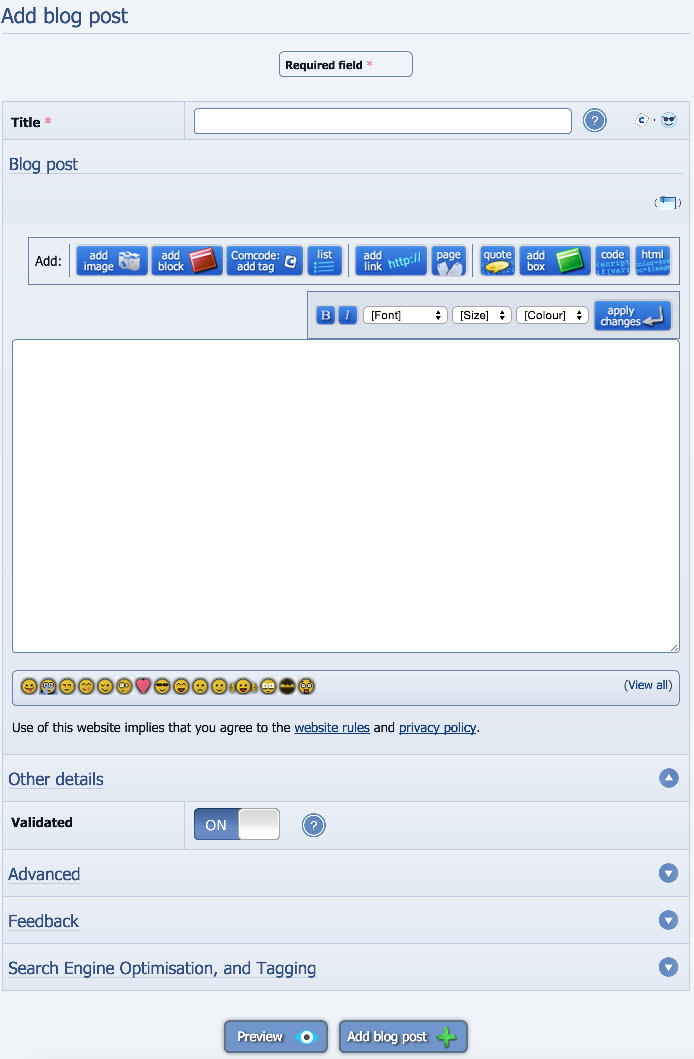 Add blog post
Required field *
Title *
?
C
Blog post
Add:
add image
add block
Comcode: add tag
list
add link http://
page
quote
add box
code
html
B I [Font] [Size] [Colour] apply changes
(View all)
Use of this website implies that you agree to the website rules and privacy policy.
Other details
Validated ON ?
Advanced
Feedback
Search Engine Optimisation, and Tagging
Preview Add blog post